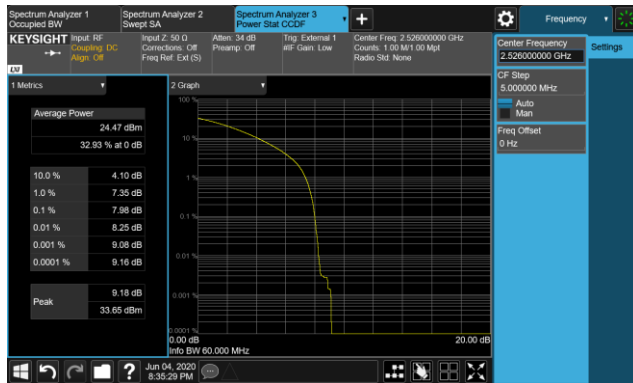 Spectrum Analyzer 1
Occupied BW
Spectrum Analyzer 2
Swept SA
Spectrum Analyzer 3
Power Stat CCDF
Frequency
KEYSIGHT
Input: RF
Coupling: DC
Align: Off
Input Z: 50 Ω
Corrections: Off
Freq Ref: Ext (S)
Atten: 34 dB
Preamp: Off
Trig: External 1
#IF Gain: Low
Center Freq: 2.526000000 GHz
Counts: 1.00 M/1.00 Mpt
Radio Std: None
LXI
1 Metrics
Average Power
24.47 dBm
32.93 % at 0 dB
10.0 % 4.10 dB
1.0 % 7.35 dB
0.1 % 7.98 dB
0.01 % 8.25 dB
0.001 % 9.08 dB
0.0001 % 9.16 dB
Peak
9.18 dB
33.65 dBm
2 Graph
100 %
10 %
1 %
0.1 %
0.01 %
0.001 %
0.0001 %
0.00 dB 20.00 dB
Info BW 60.000 MHz
Center Frequency
2.526000000 GHz
Settings
CF Step
5.000000 MHz
Auto
Man
Freq Offset
0 Hz
?
Jun 04, 2020
8:35:29 PM